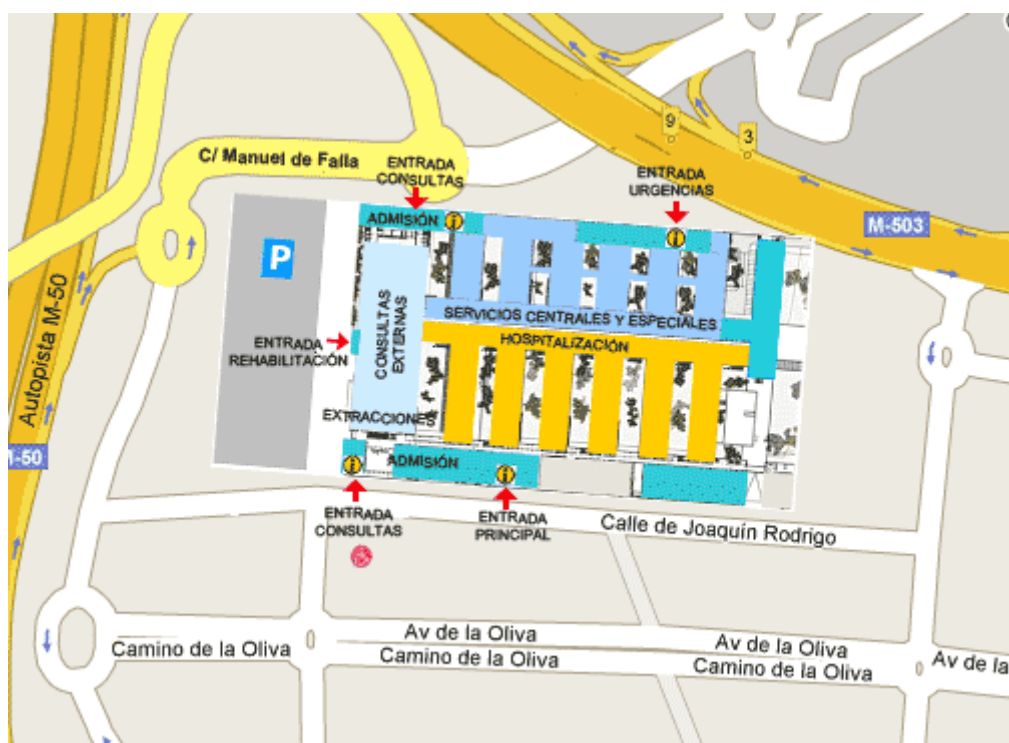 9
3
C/ Manuel de Falla
ENTRADA
CONSULTAS
ENTRADA
URGENCIAS
ADMISIÓN
i
i
M-503
P
Autopista M-50
SERVICIOS CENTRALES Y ESPECIALES
CONSULTAS
EXTERNAS
HOSPITALIZACIÓN
ENTRADA
REHABILITACIÓN
EXTRACCIONES
M-50
ADMISIÓN
i
i
ENTRADA
CONSULTAS
ENTRADA
PRINCIPAL
Calle de Joaquín Rodrigo
Av de la Oliva
Av de la Oliva
Camino de la Oliva
Camino de la Oliva
Camino de la Oliva
Av de la